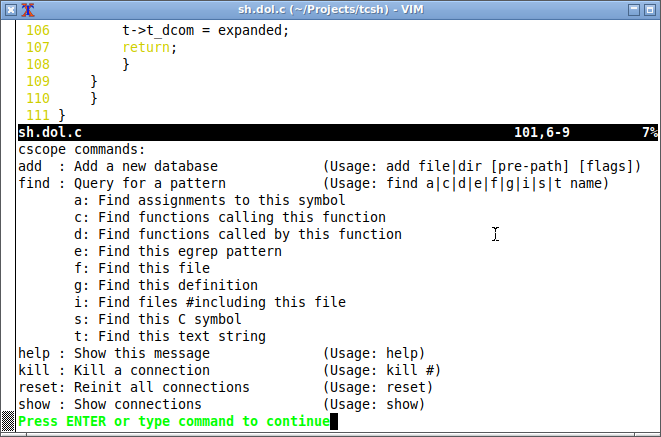 sh.dol.c (~/Projects/tcsh) - VIM
106         t->t_dcom = expanded;
107         return;
108         }
109     }
110     }
111 }
sh.dol.c 101,6-9 7%
cscope commands:
add  : Add a new database             (Usage: add file|dir [pre-path] [flags])
find : Query for a pattern            (Usage: find a|c|d|e|f|g|i|s|t name)
       a: Find assignments to this symbol
       c: Find functions calling this function
       d: Find functions called by this function
       e: Find this egrep pattern
       f: Find this file
       g: Find this definition
       i: Find files #including this file
       s: Find this C symbol
       t: Find this text string
help : Show this message              (Usage: help)
kill : Kill a connection              (Usage: kill #)
reset: Reinit all connections         (Usage: reset)
show : Show connections               (Usage: show)
Press ENTER or type command to continue